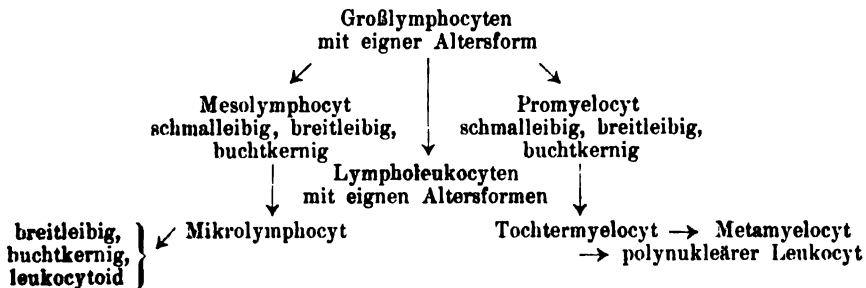 Großlymphocyten
mit eigner Altersform
Mesolymphocyt
schmalleibig, breitleibig,
buchtkernig
Promyelocyt
schmalleibig, breitleibig,
buchtkernig
Lympholeukocyten
mit eignen Altersformen
breitleibig,
buchtkernig,
leukocytoid
Mikrolymphocyt
Tochtermyelocyt → Metamyelocyt
→ polynukleärer Leukocyt